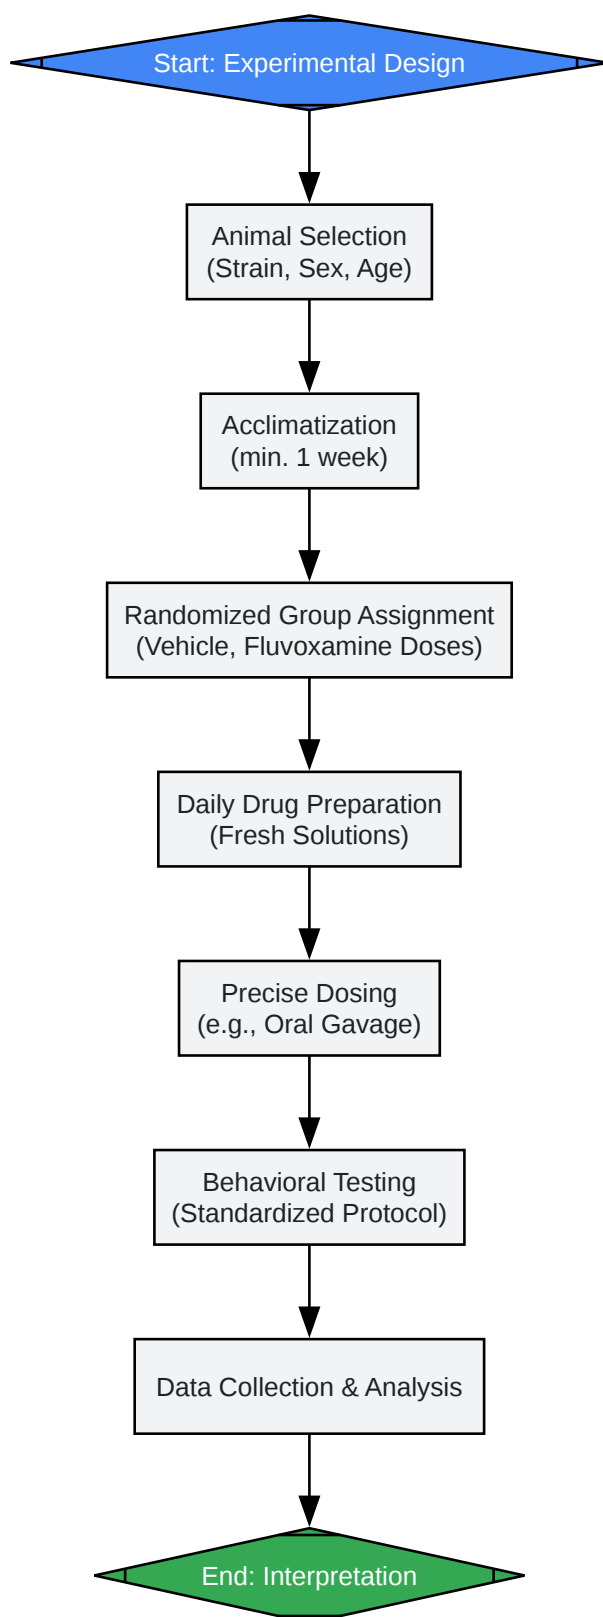 Start: Experimental Design
Animal Selection
(Strain, Sex, Age)
Acclimatization
(min. 1 week)
Randomized Group Assignment
(Vehicle, Fluvoxamine Doses)
Daily Drug Preparation
(Fresh Solutions)
Precise Dosing
(e.g., Oral Gavage)
Behavioral Testing
(Standardized Protocol)
Data Collection & Analysis
End: Interpretation